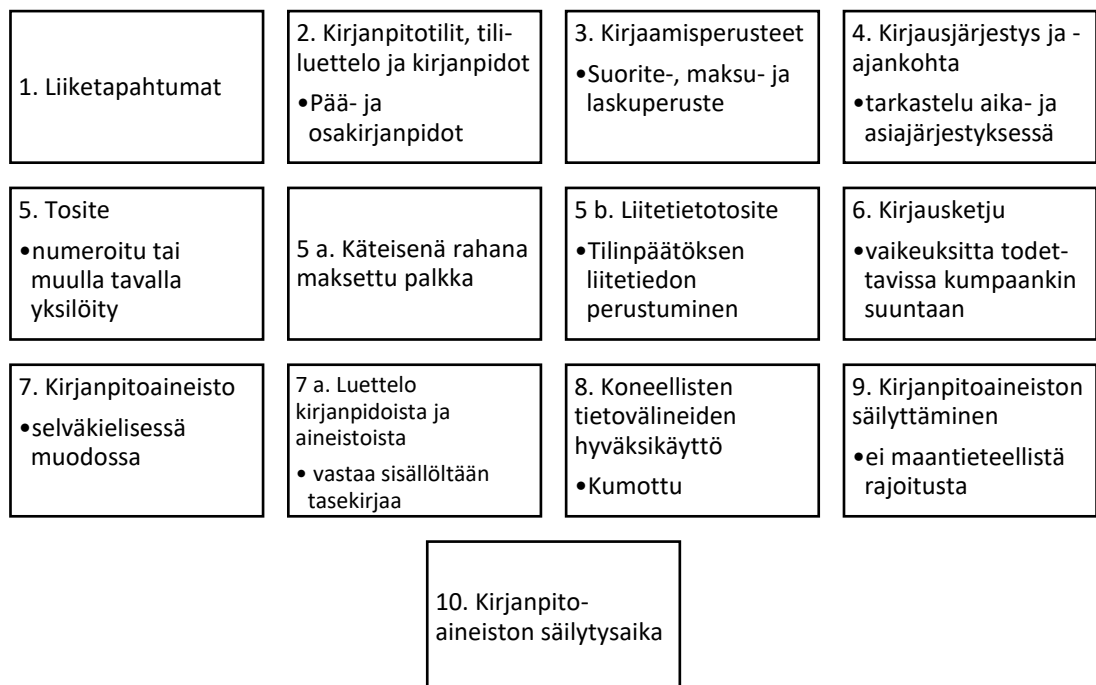 1. Liiketapahtumat
2. Kirjanpitotilit, tili-
luettelo ja kirjanpidot
•Pää- ja
osakirjanpidot
3. Kirjaamisperusteet
•Suorite-, maksu- ja
laskuperuste
4. Kirjausjärjestys ja -
ajankohta
•tarkastelu aika- ja
asiajärjestyksessä
5. Tosite
•numeroitu tai
muulla tavalla
yksilöity
5 a. Käteisenä rahana
maksettu palkka
5 b. Liitetietotosite
•Tilinpäätöksen
liitetiedon
perustuminen
6. Kirjausketju
•vaikeuksitta todet-
tavissa kumpaankin
suuntaan
7. Kirjanpitoaineisto
•selväkielisessä
muodossa
7 a. Luettelo
kirjanpidoista ja
aineistoista
• vastaa sisällöltään
tasekirjaa
8. Koneellisten
tietovälineiden
hyväksikäyttö
•Kumottu
9. Kirjanpitoaineiston
säilyttäminen
•ei maantieteellistä
rajoitusta
10. Kirjanpito-
aineiston säilytysaika